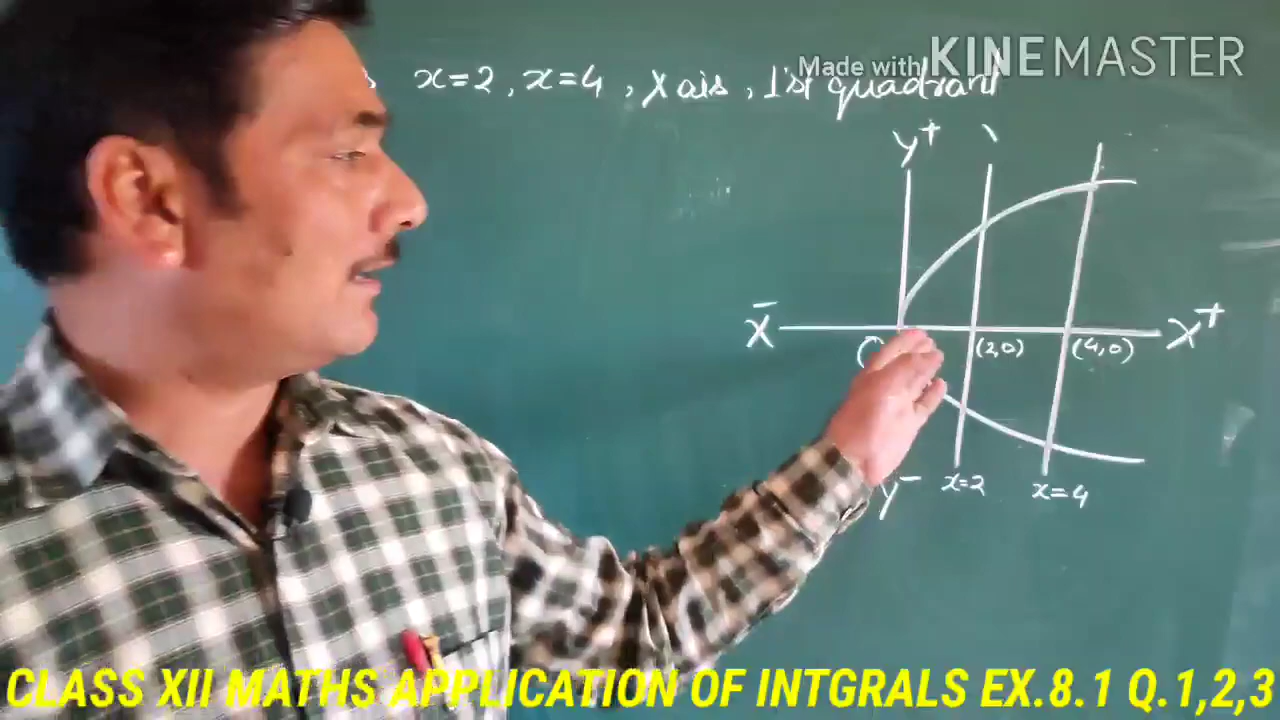 Made with KINEMASTER
x=2, x=4, X ais, 1st quadrant
y+
X- X+
(2,0) (4,0)
y- x=2 x=4
CLASS XII MATHS APPLICATION OF INTGRALS EX.8.1 Q.1,2,3